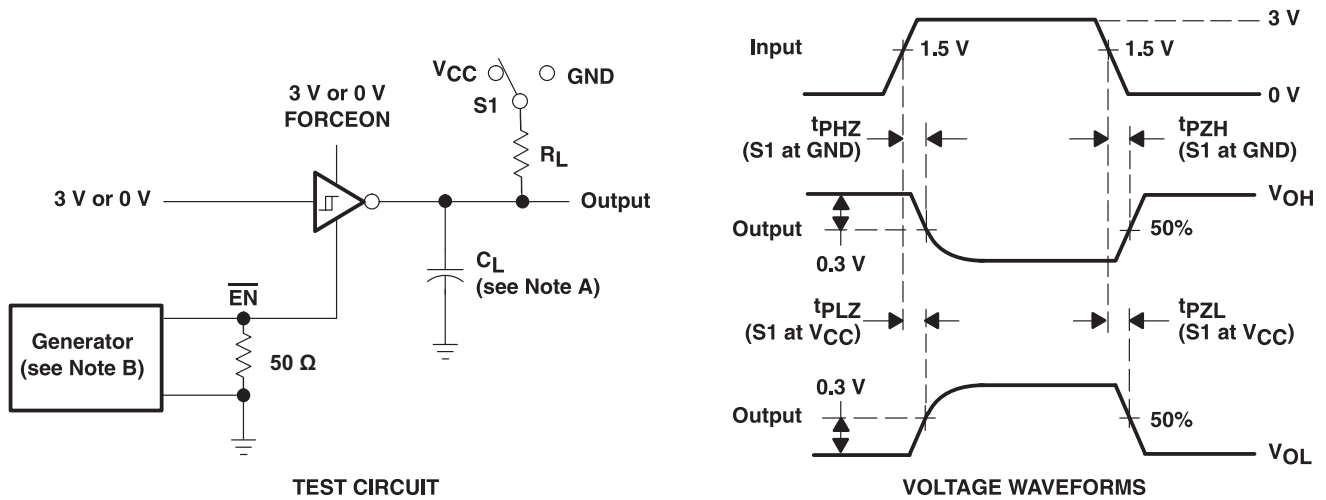 VCC
GND
S1
3 V or 0 V
FORCEON
RL
3 V or 0 V
Output
CL
(see Note A)
EN
Generator
(see Note B)
50 Ω
TEST CIRCUIT
3 V
Input
1.5 V
1.5 V
0 V
tPHZ
(S1 at GND)
tPZH
(S1 at GND)
VOH
Output
50%
0.3 V
tPLZ
(S1 at VCC)
tPZL
(S1 at VCC)
0.3 V
Output
50%
VOL
VOLTAGE WAVEFORMS